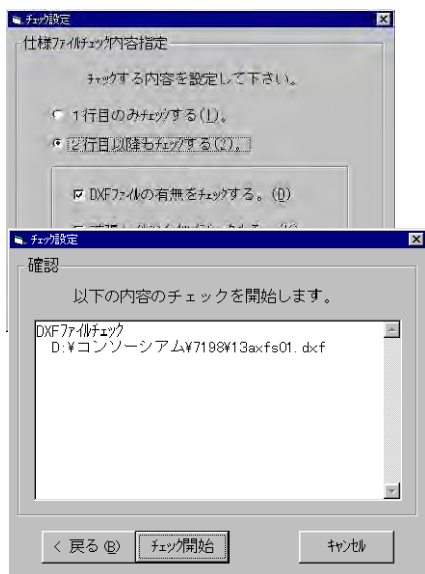 ﾁｪｯｸ設定
仕様ﾌｧｲﾙﾁｪｯｸ内容指定
ﾁｪｯｸする内容を設定して下さい。
1行目のみﾁｪｯｸする(1)。
2行目以降もﾁｪｯｸする(2)。
DXFﾌｧｲﾙの有無をﾁｪｯｸする。(D)
ﾁｪｯｸ設定
確認
以下の内容のチェックを開始します。
DXFﾌｧｲﾙﾁｪｯｸ
D:¥コンソーシアム¥7198¥13axfs01.dxf
< 戻る(B)
ﾁｪｯｸ開始
ｷｬﾝｾﾙ